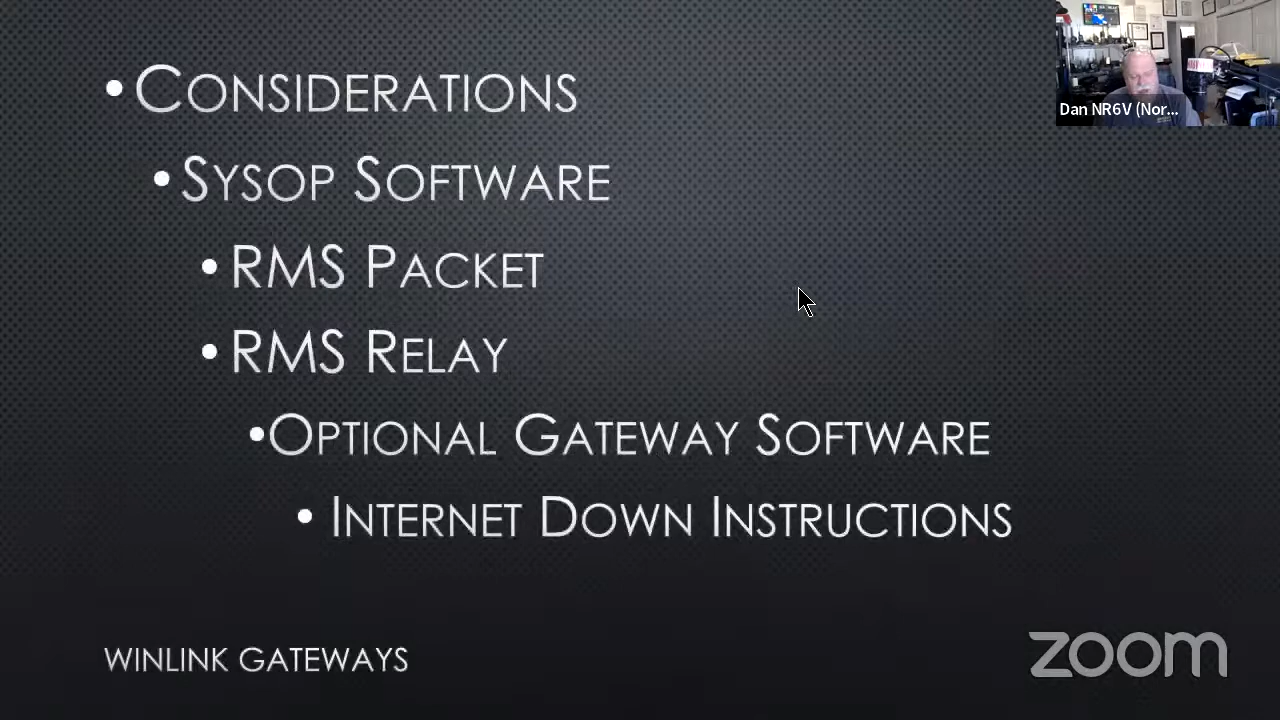 • CONSIDERATIONS
• SYSOP SOFTWARE
• RMS PACKET
• RMS RELAY
• OPTIONAL GATEWAY SOFTWARE
• INTERNET DOWN INSTRUCTIONS
WINLINK GATEWAYS
Dan NR6V (Nor...
zoom